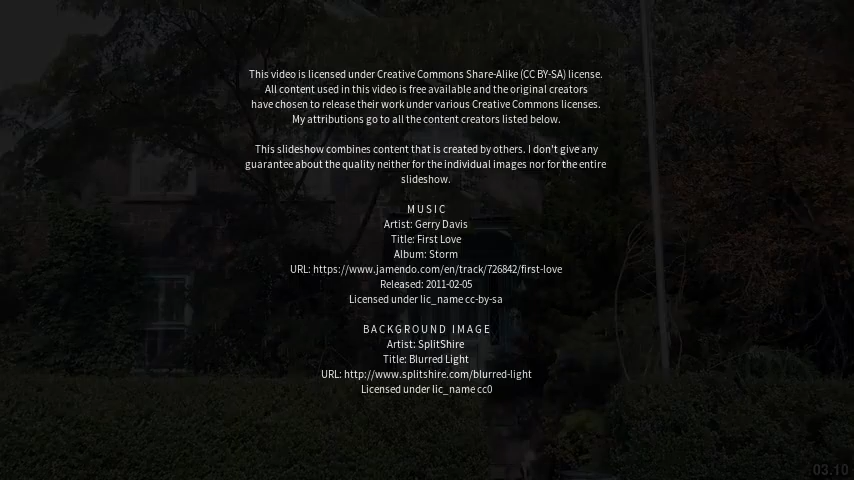 This video is licensed under Creative Commons Share-Alike (CC BY-SA) license.
All content used in this video is free available and the original creators
have chosen to release their work under various Creative Commons licenses.
My attributions go to all the content creators listed below.
This slideshow combines content that is created by others. I don't give any
guarantee about the quality neither for the individual images nor for the entire
slideshow.
MUSIC
Artist: Gerry Davis
Title: First Love
Album: Storm
URL: https://www.jamendo.com/en/track/726842/first-love
Released: 2011-02-05
Licensed under lic_name cc-by-sa
BACKGROUND IMAGE
Artist: SplitShire
Title: Blurred Light
URL: http://www.splitshire.com/blurred-light
Licensed under lic_name cc0
03.10